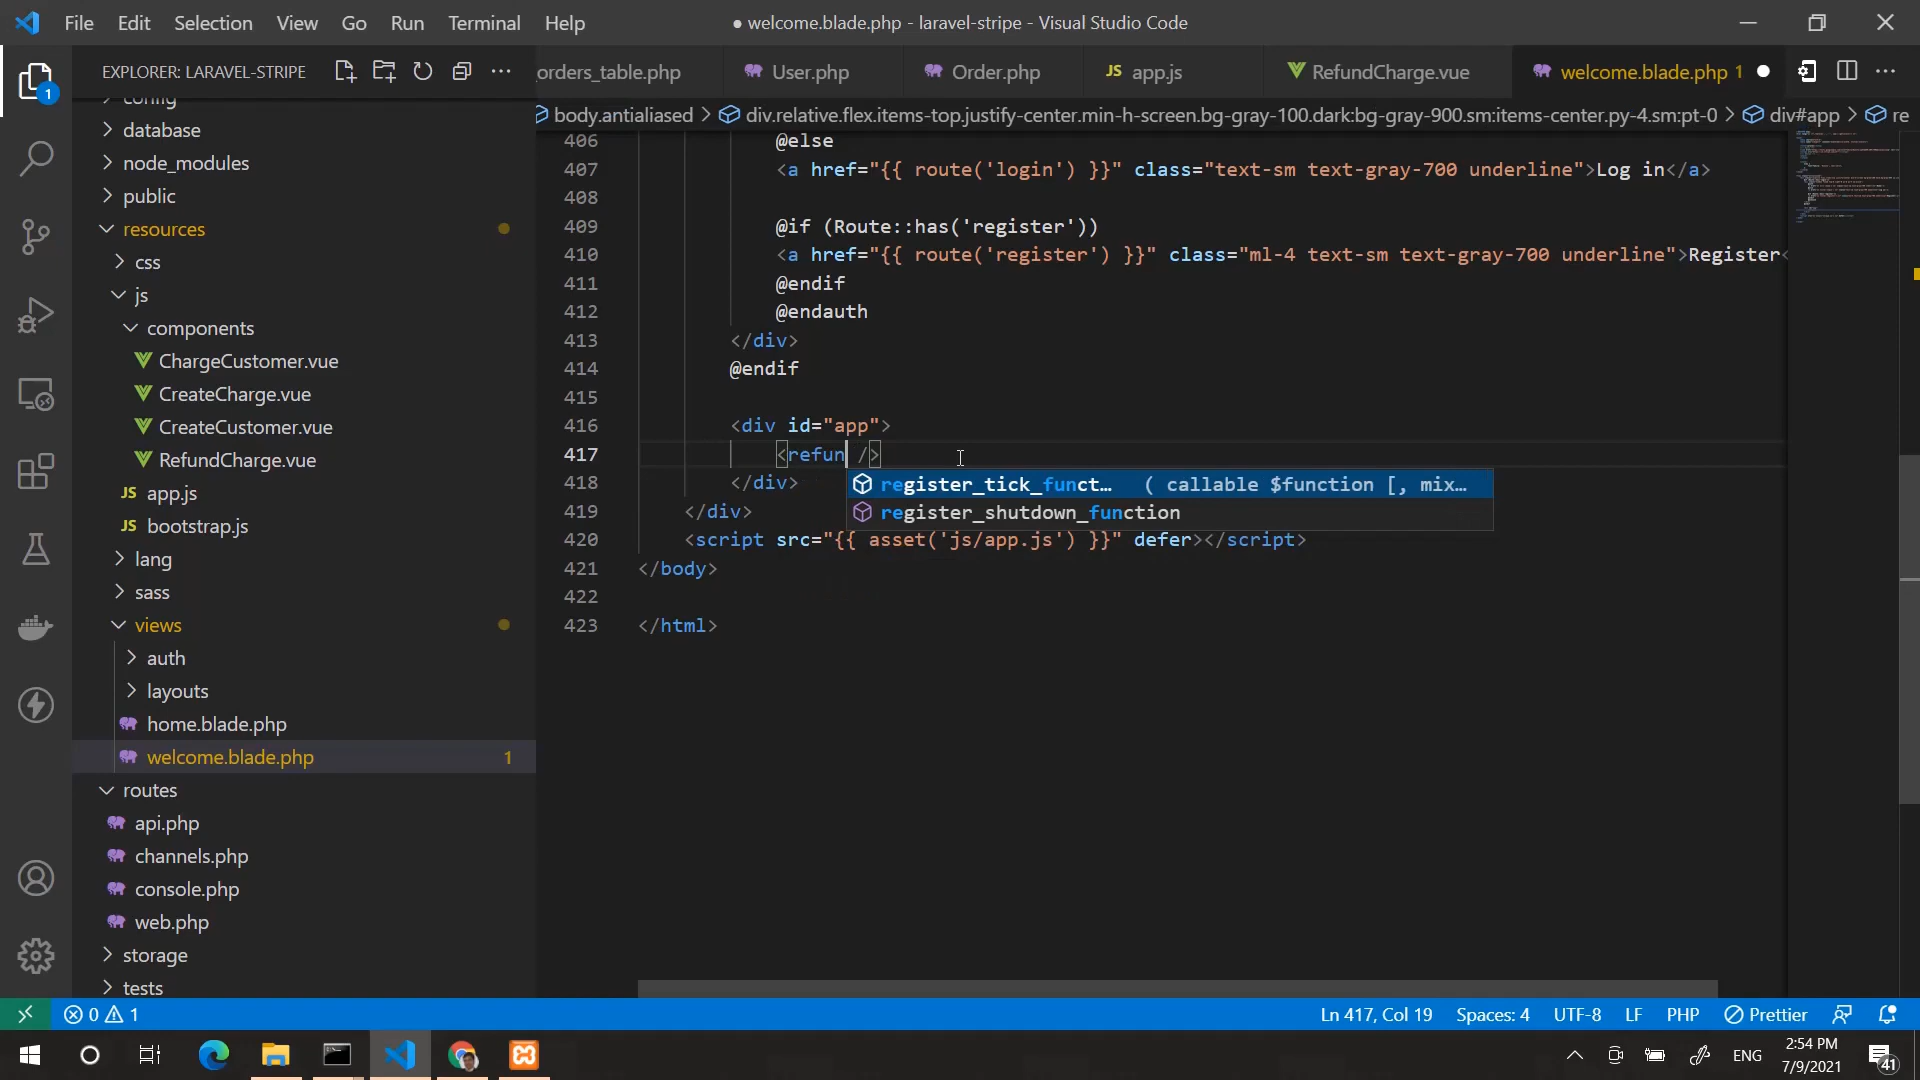 File Edit Selection View Go Run Terminal Help
● welcome.blade.php - laravel-stripe - Visual Studio Code
EXPLORER: LARAVEL-STRIPE
orders_table.php User.php Order.php JS app.js RefundCharge.vue welcome.blade.php 1
body.antialiased > div.relative.flex.items-top.justify-center.min-h-screen.bg-gray-100.dark:bg-gray-900.sm:items-center.py-4.sm:pt-0 > div#app > re
1
config
database
node_modules
public
resources
css
js
components
ChargeCustomer.vue
CreateCharge.vue
CreateCustomer.vue
RefundCharge.vue
JS app.js
JS bootstrap.js
lang
sass
views
auth
layouts
home.blade.php
welcome.blade.php 1
routes
api.php
channels.php
console.php
web.php
storage
tests
406 @else
407 <a href="{{ route('login') }}" class="text-sm text-gray-700 underline">Log in</a>
408
409 @if (Route::has('register'))
410 <a href="{{ route('register') }}" class="ml-4 text-sm text-gray-700 underline">Register<
411 @endif
412 @endauth
413 </div>
414 @endif
415
416 <div id="app">
417 <refun />
418 </div>
419 </div>
420 <script src="{{ asset('js/app.js') }}" defer></script>
421 </body>
422
423 </html>
register_tick_funct... ( callable $function [, mix...
register_shutdown_function
0 1
Ln 417, Col 19 Spaces: 4 UTF-8 LF PHP Prettier
ENG
2:54 PM
7/9/2021
41